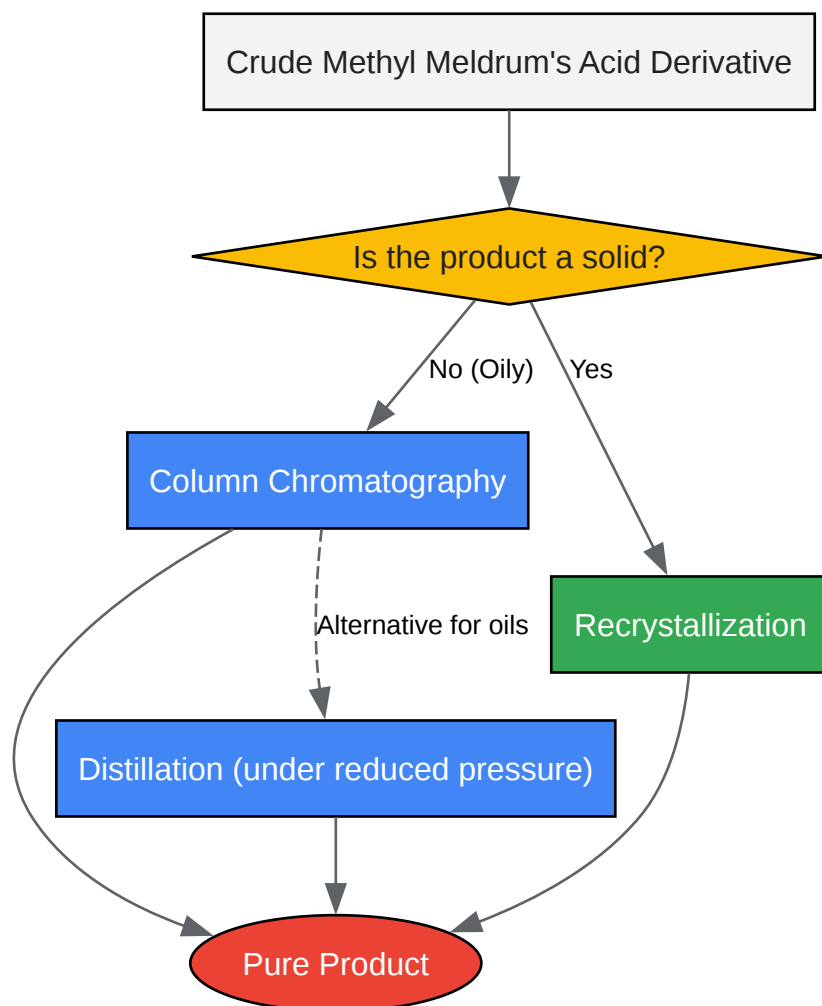 Crude Methyl Meldrum's Acid Derivative
Is the product a solid?
No (Oily)
Yes
Column Chromatography
Alternative for oils
Recrystallization
Distillation (under reduced pressure)
Pure Product